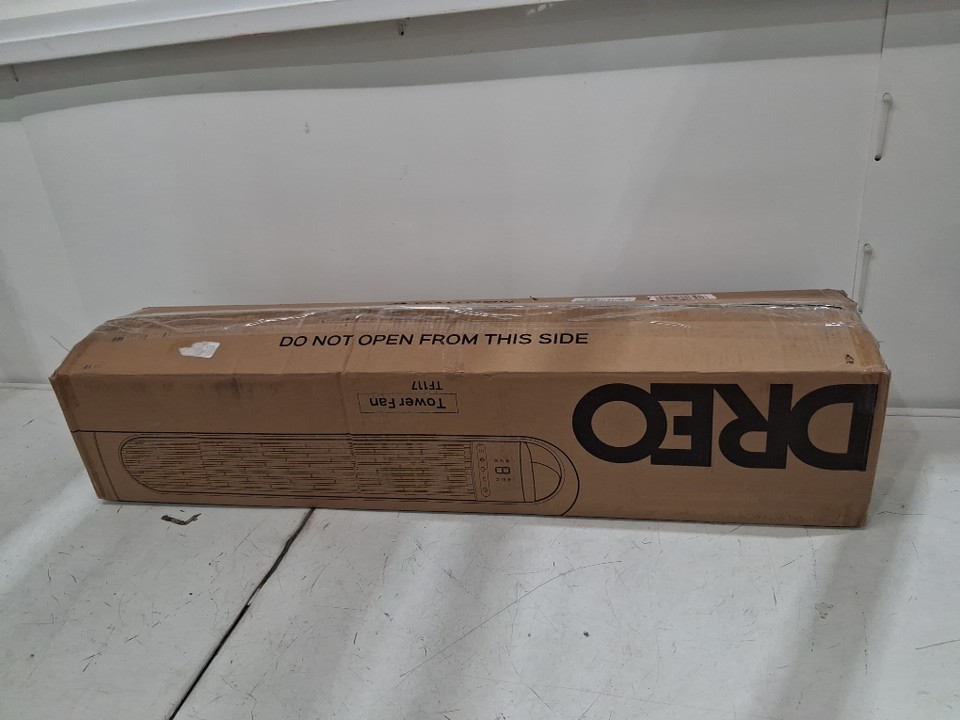 DO NOT OPEN FROM THIS SIDE
DREO
Tower Fan
TF117